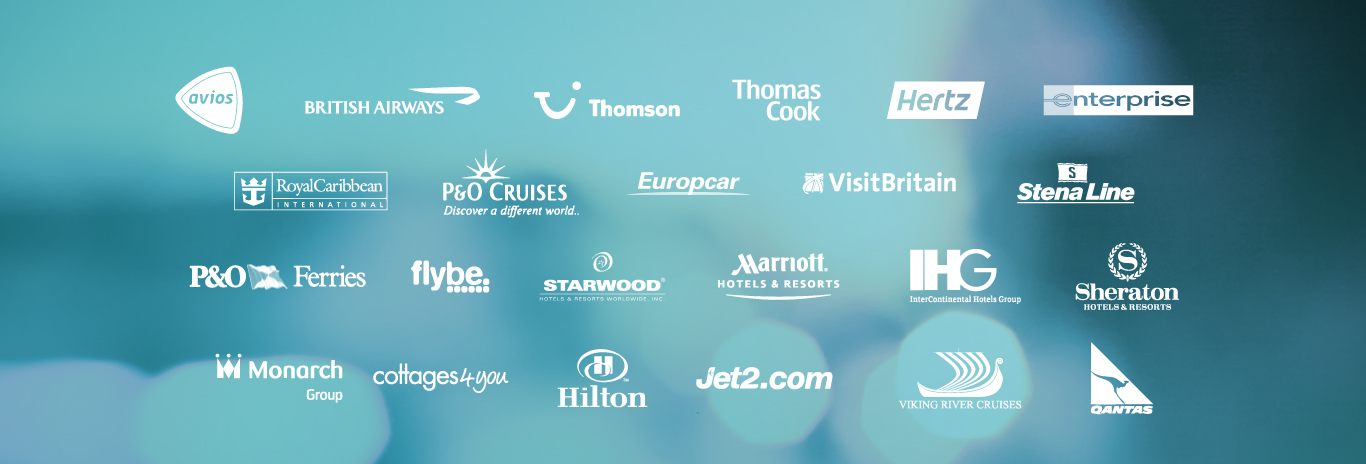 avios
BRITISH AIRWAYS
Thomson
Thomas
Cook
Hertz
enterprise
RoyalCaribbean
INTERNATIONAL
P&O CRUISES
Discover a different world..
Europcar
VisitBritain
S
Stena Line
P&O Ferries
flybe.
STARWOOD®
HOTELS & RESORTS WORLDWIDE, INC.
Marriott.
HOTELS & RESORTS
IHG
InterContinental Hotels Group
S
Sheraton
HOTELS & RESORTS
Monarch
Group
cottages4you
H
Hilton
Jet2.com
VIKING RIVER CRUISES
QANTAS